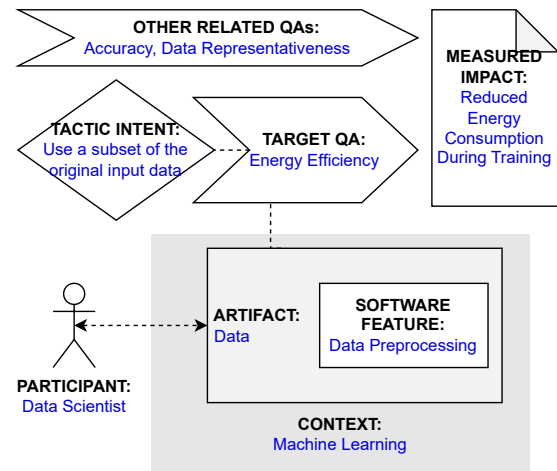 OTHER RELATED QAs:
Accuracy, Data Representativeness
MEASURED
IMPACT:
Reduced
Energy
Consumption
During Training
TACTIC INTENT:
Use a subset of the
original input data
TARGET QA:
Energy Efficiency
ARTIFACT:
Data
SOFTWARE
FEATURE:
Data Preprocessing
PARTICIPANT:
Data Scientist
CONTEXT:
Machine Learning